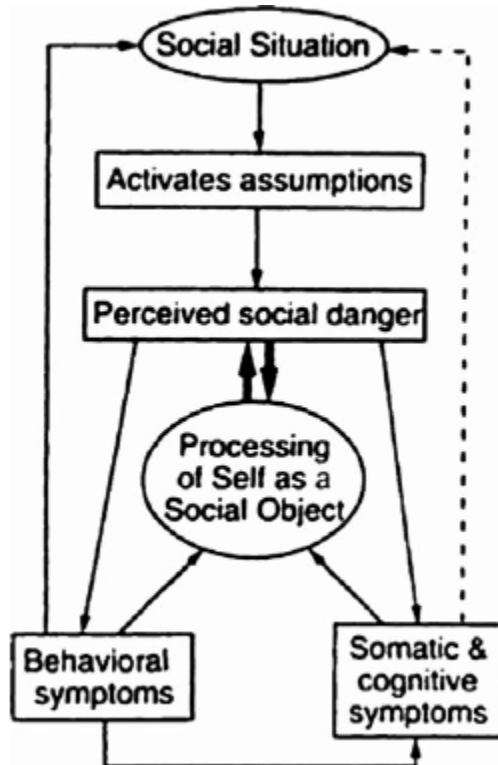 Social Situation
Activates assumptions
Perceived social danger
Processing
of Self as a
Social Object
Behavioral
symptoms
Somatic &
cognitive
symptoms